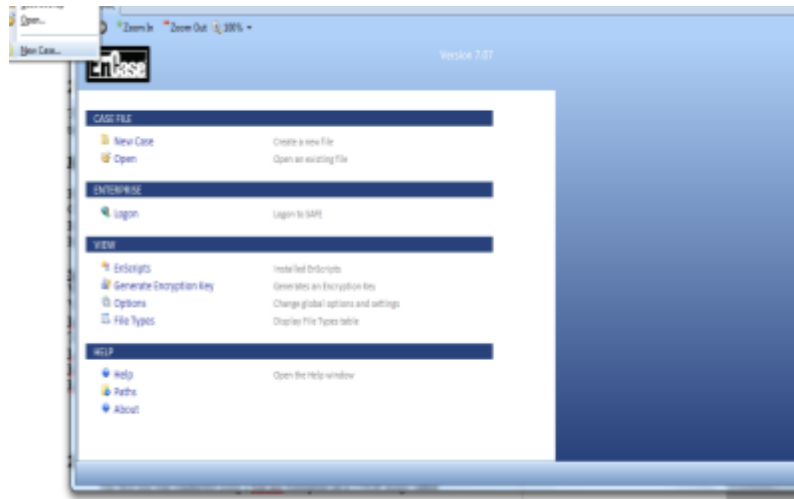 Open...
Zoom In Zoom Out 100%
New Case...
EnCase
Version 7.07
CASE FILE
New Case Create a new file
Open Open an existing file
ENTERPRISE
Logon Logon to SAFE
VIEW
EnScripts Installed EnScripts
Generate Encryption Key Generates an Encryption Key
Options Change global options and settings
File Types Display File Types table
HELP
Help Open the Help window
Paths
About